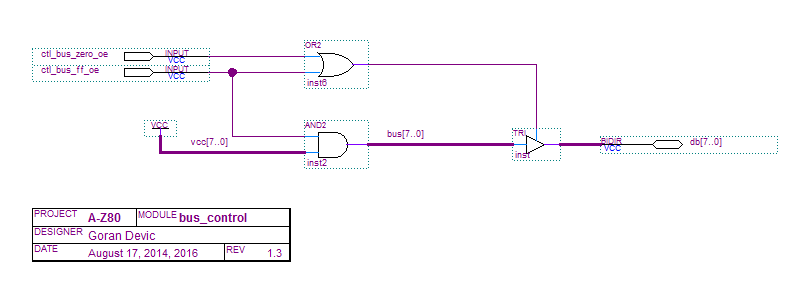 OR2
ctl_bus_zero_oe INPUT
VCC
ctl_bus_ff_oe INPUT
VCC
inst6
VCC
AND2
vcc[7..0]
bus[7..0]
TRI
inst2
inst
BIDIR
VCC
db[7..0]
PROJECT A-Z80 MODULE bus_control
DESIGNER Goran Devic
DATE August 17, 2014, 2016 REV 1.3